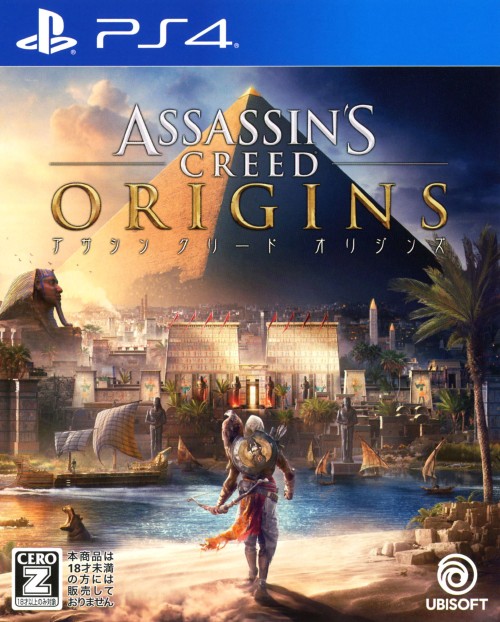 PS4
ASSASSIN'S
CREED
ORIGINS
アサシン クリード オリジンズ
CERO
Z
18才以上のみ対象
本商品は
18才未満
の方には
販売して
おりません
UBISOFT